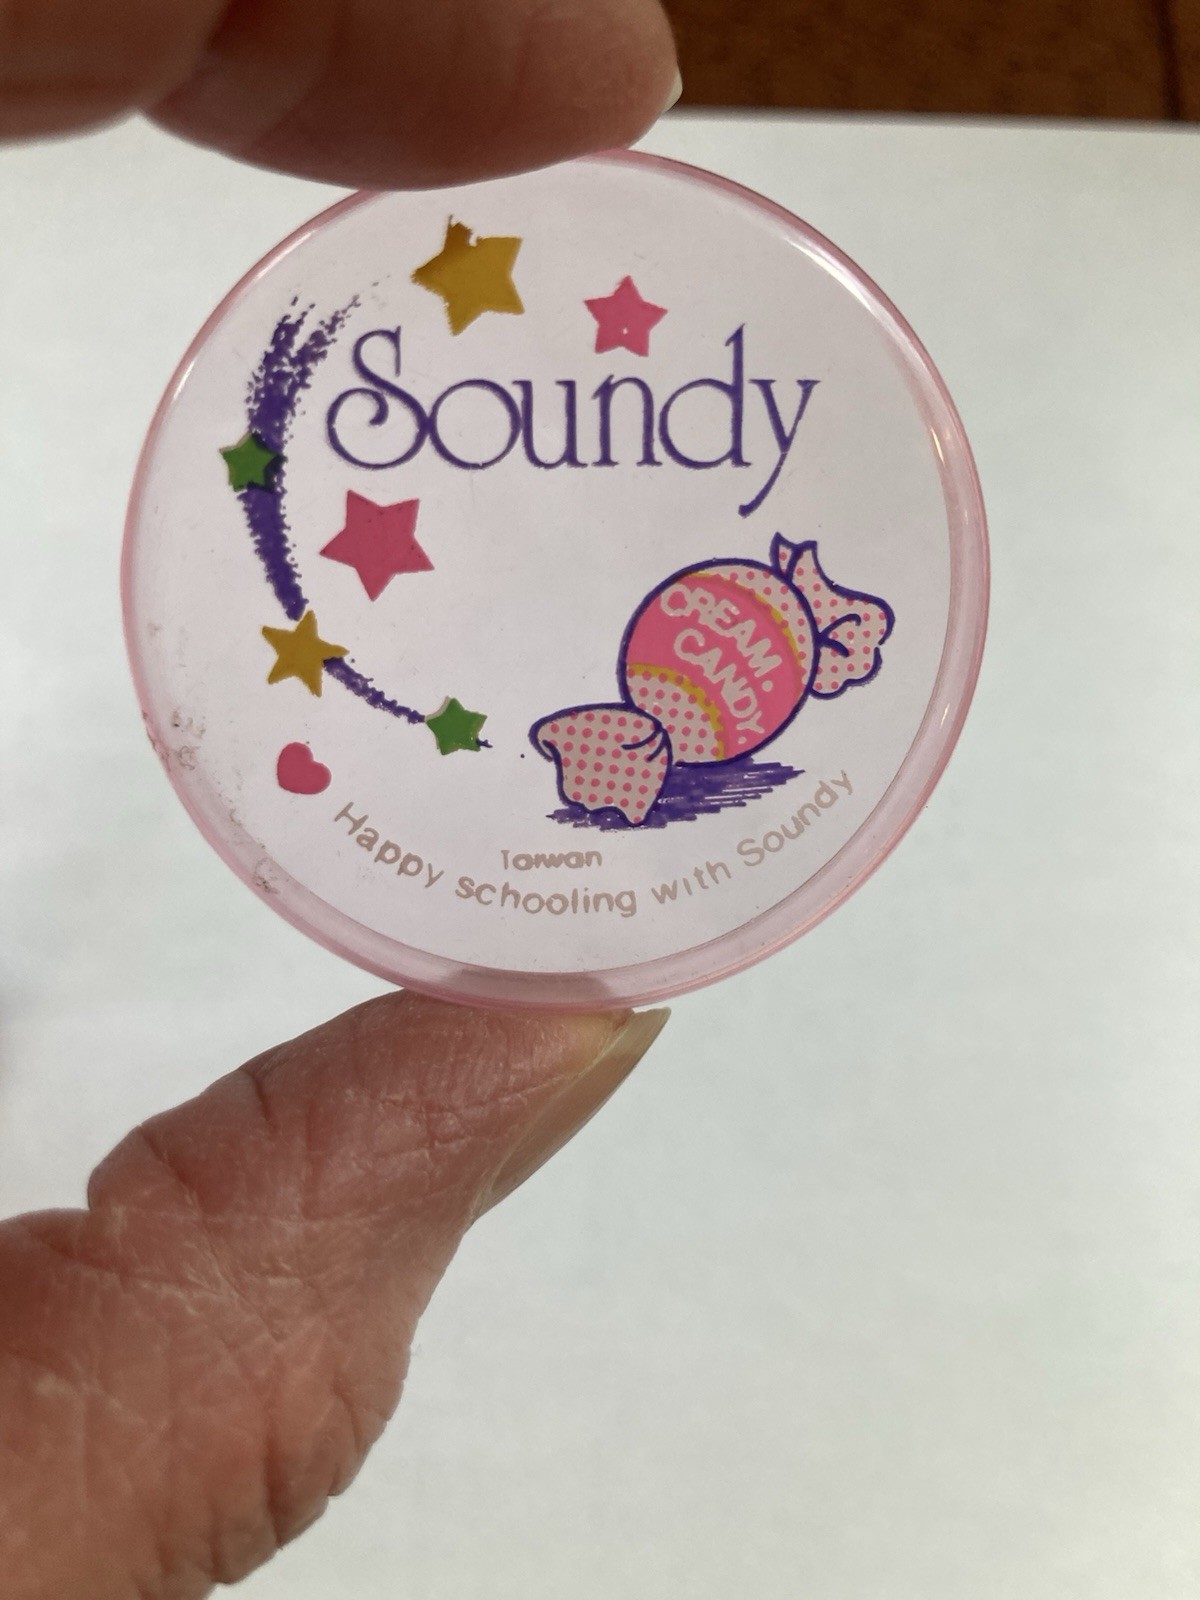 Soundy
CREAM.
CANDY.
Taiwan
Happy schooling with Soundy